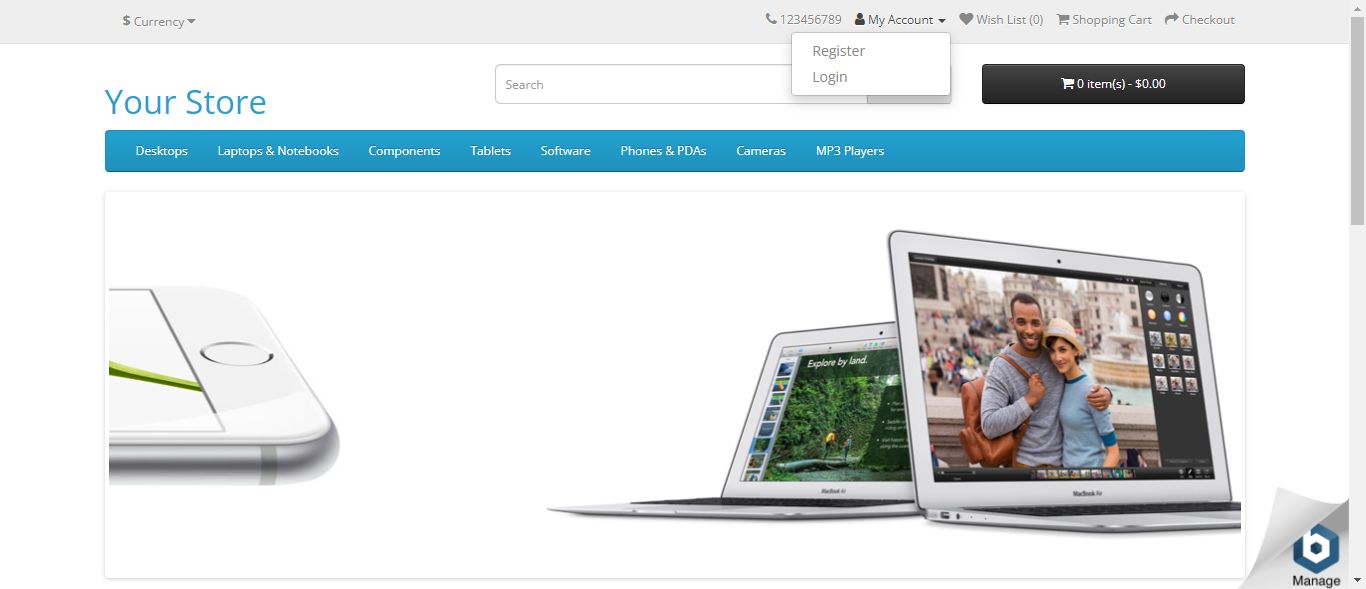 $ Currency
123456789 My Account Wish List (0) Shopping Cart Checkout
Register
Login
Your Store
Search
0 item(s) - $0.00
Desktops Laptops & Notebooks Components Tablets Software Phones & PDAs Cameras MP3 Players
Explore by land.
MacBook Air
MacBook Air
Manage